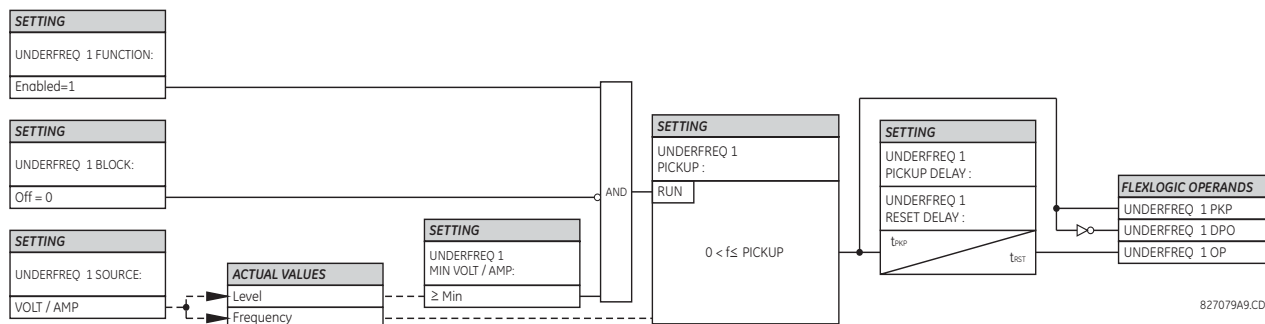 SETTING
UNDERFREQ 1 FUNCTION:
Enabled=1
SETTING
UNDERFREQ 1 BLOCK:
Off = 0
SETTING
UNDERFREQ 1 SOURCE:
VOLT / AMP
ACTUAL VALUES
Level
Frequency
SETTING
UNDERFREQ 1
MIN VOLT / AMP:
≥ Min
AND
SETTING
UNDERFREQ 1
PICKUP :
RUN
0 < f≤ PICKUP
SETTING
UNDERFREQ 1
PICKUP DELAY :
UNDERFREQ 1
RESET DELAY :
tPKP
tRST
FLEXLOGIC OPERANDS
UNDERFREQ 1 PKP
UNDERFREQ 1 DPO
UNDERFREQ 1 OP
827079A9.CD